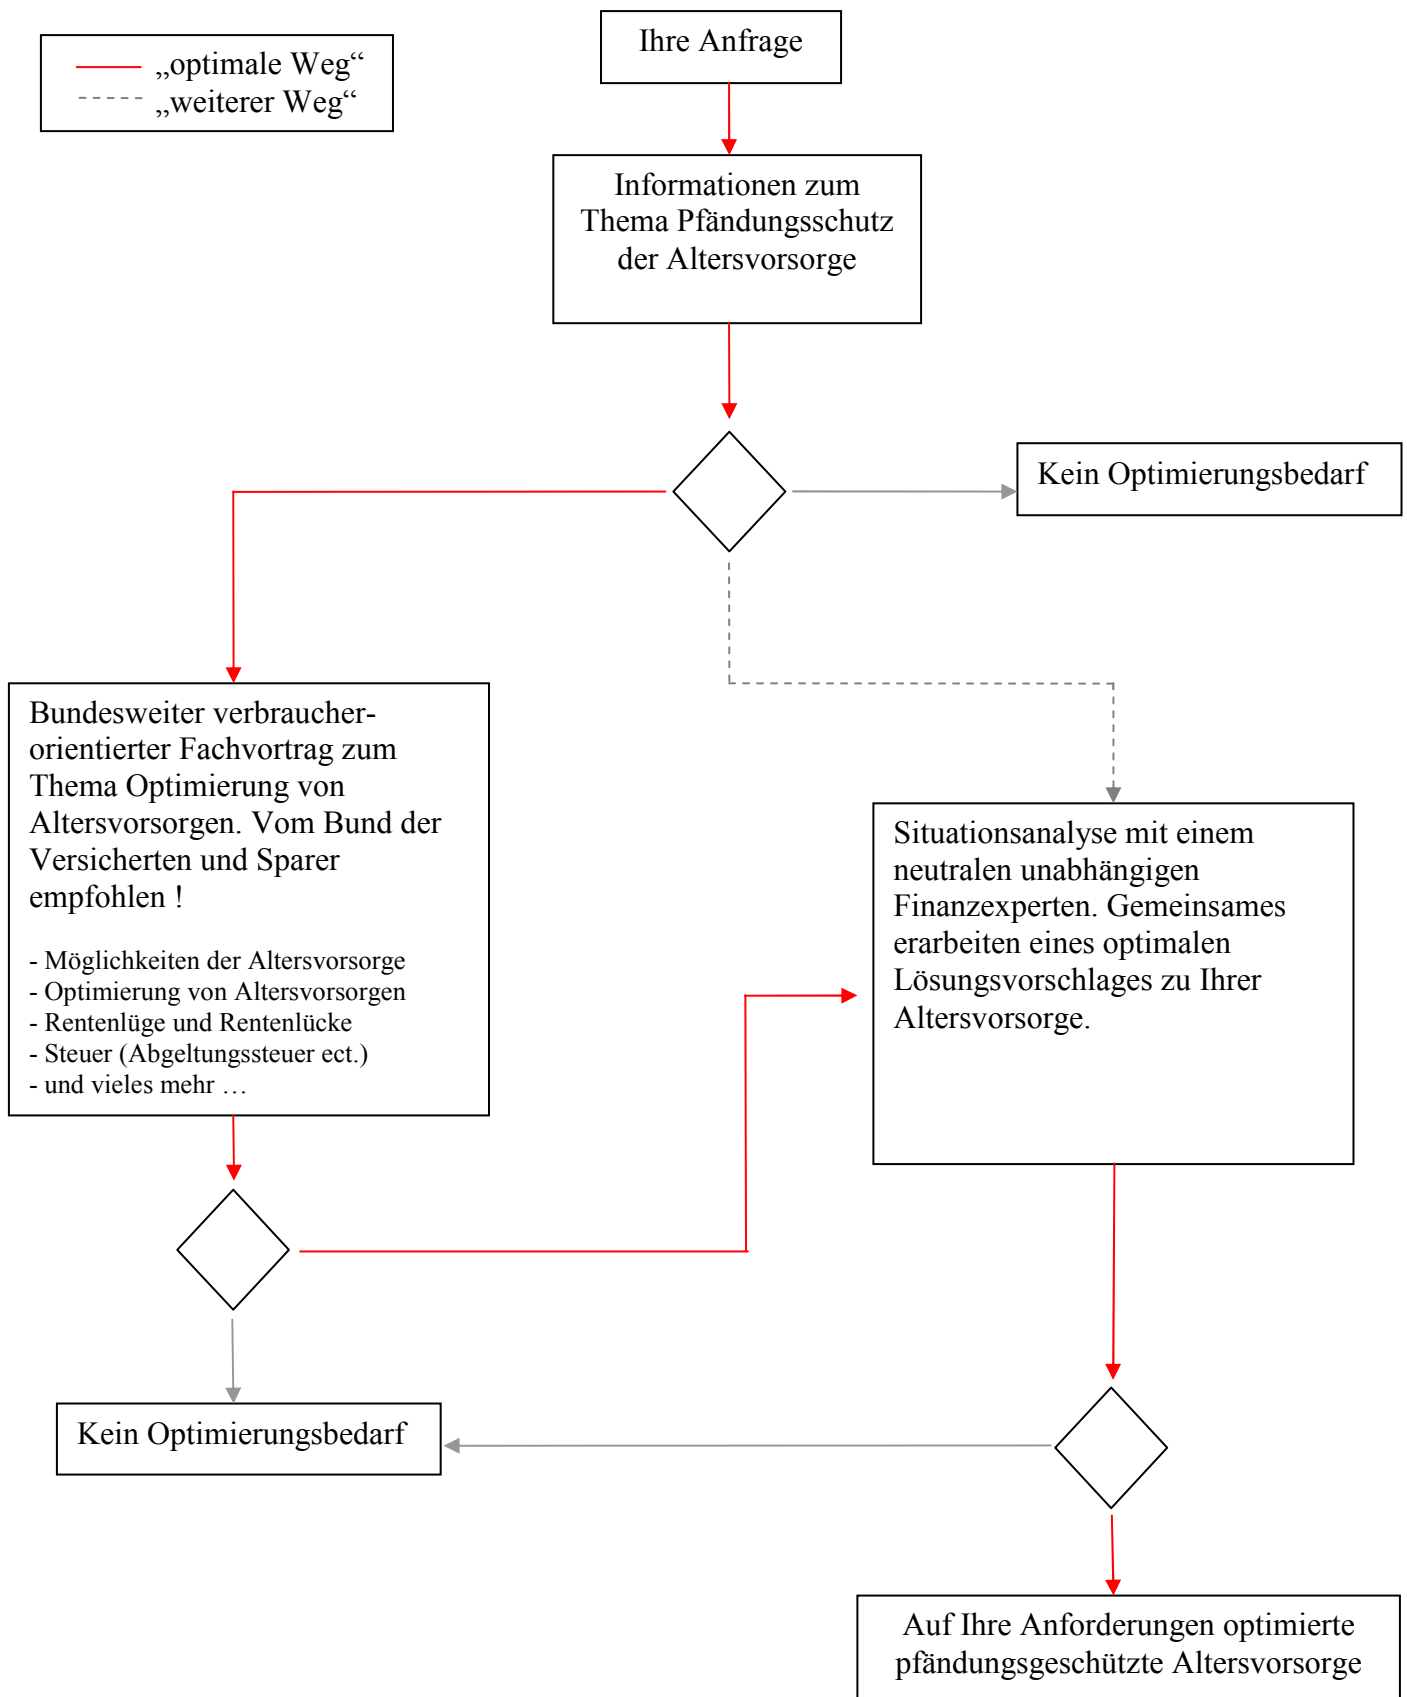 „optimale Weg“
„weiterer Weg“
Ihre Anfrage
Informationen zum
Thema Pfändungsschutz
der Altersvorsorge
Kein Optimierungsbedarf
Bundesweiter verbraucher-
orientierter Fachvortrag zum
Thema Optimierung von
Altersvorsorgen. Vom Bund der
Versicherten und Sparer
empfohlen !
- Möglichkeiten der Altersvorsorge
- Optimierung von Altersvorsorgen
- Rentenlüge und Rentenlücke
- Steuer (Abgeltungssteuer ect.)
- und vieles mehr …
Situationsanalyse mit einem
neutralen unabhängigen
Finanzexperten. Gemeinsames
erarbeiten eines optimalen
Lösungsvorschlages zu Ihrer
Altersvorsorge.
Kein Optimierungsbedarf
Auf Ihre Anforderungen optimierte
pfändungsgeschützte Altersvorsorge